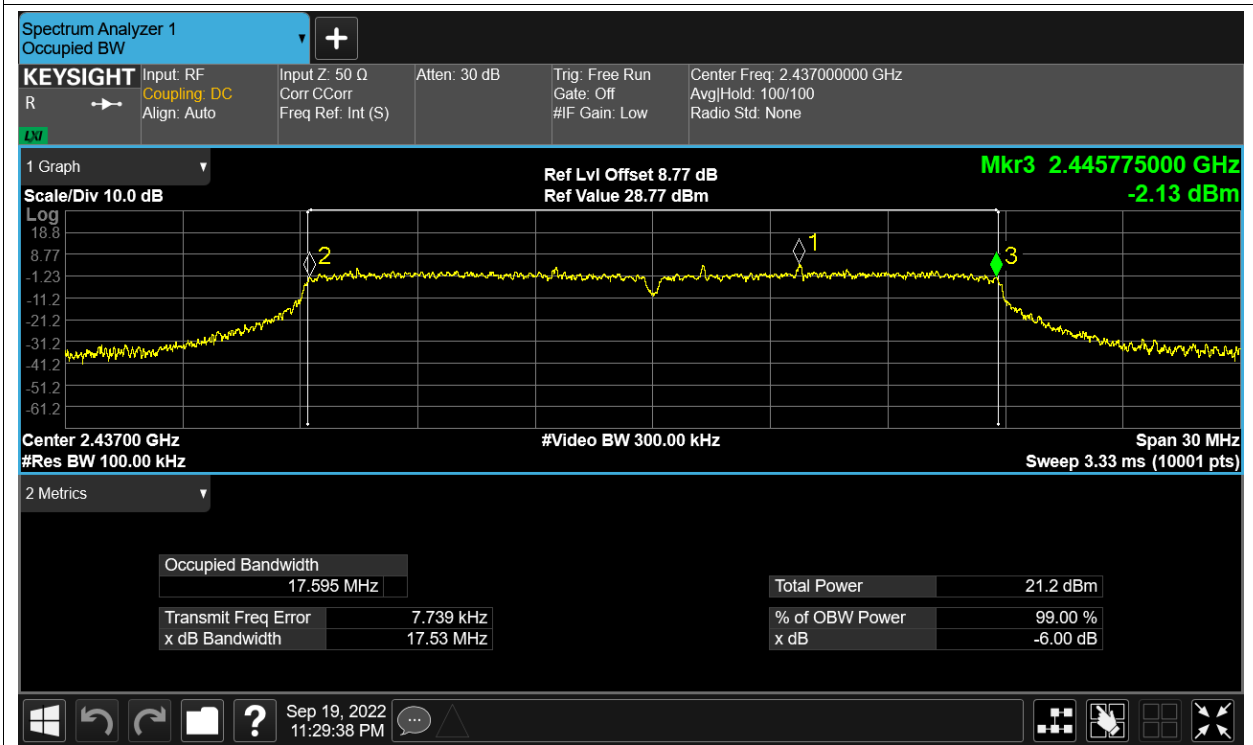 Spectrum Analyzer 1
Occupied BW
+
KEYSIGHT
R
LXI
Input: RF
Coupling: DC
Align: Auto
Input Z: 50 Ω
Corr CCorr
Freq Ref: Int (S)
Atten: 30 dB
Trig: Free Run
Gate: Off
#IF Gain: Low
Center Freq: 2.437000000 GHz
Avg|Hold: 100/100
Radio Std: None
1 Graph
Scale/Div 10.0 dB
Ref Lvl Offset 8.77 dB
Ref Value 28.77 dBm
Mkr3 2.445775000 GHz
-2.13 dBm
Log
18.8
8.77
-1.23
-11.2
-21.2
-31.2
-41.2
-51.2
-61.2
2
1
3
Center 2.43700 GHz
#Res BW 100.00 kHz
#Video BW 300.00 kHz
Span 30 MHz
Sweep 3.33 ms (10001 pts)
2 Metrics
Occupied Bandwidth
17.595 MHz
Transmit Freq Error 7.739 kHz
x dB Bandwidth 17.53 MHz
Total Power 21.2 dBm
% of OBW Power 99.00 %
x dB -6.00 dB
?
Sep 19, 2022
11:29:38 PM